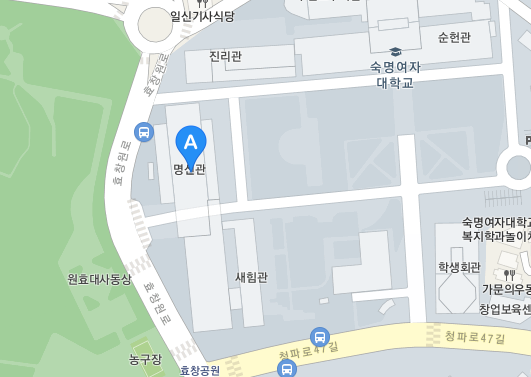 일신기사식당
진리관
순헌관
숙명여자
대학교
효창원로
A
명신관
효창원로
숙명여자대학교
복지학과놀이치
원효대사동상
새힘관
학생회관
가문의우동
창업보육센
효창원로
청파로47길
청파로47길
농구장
효창공원